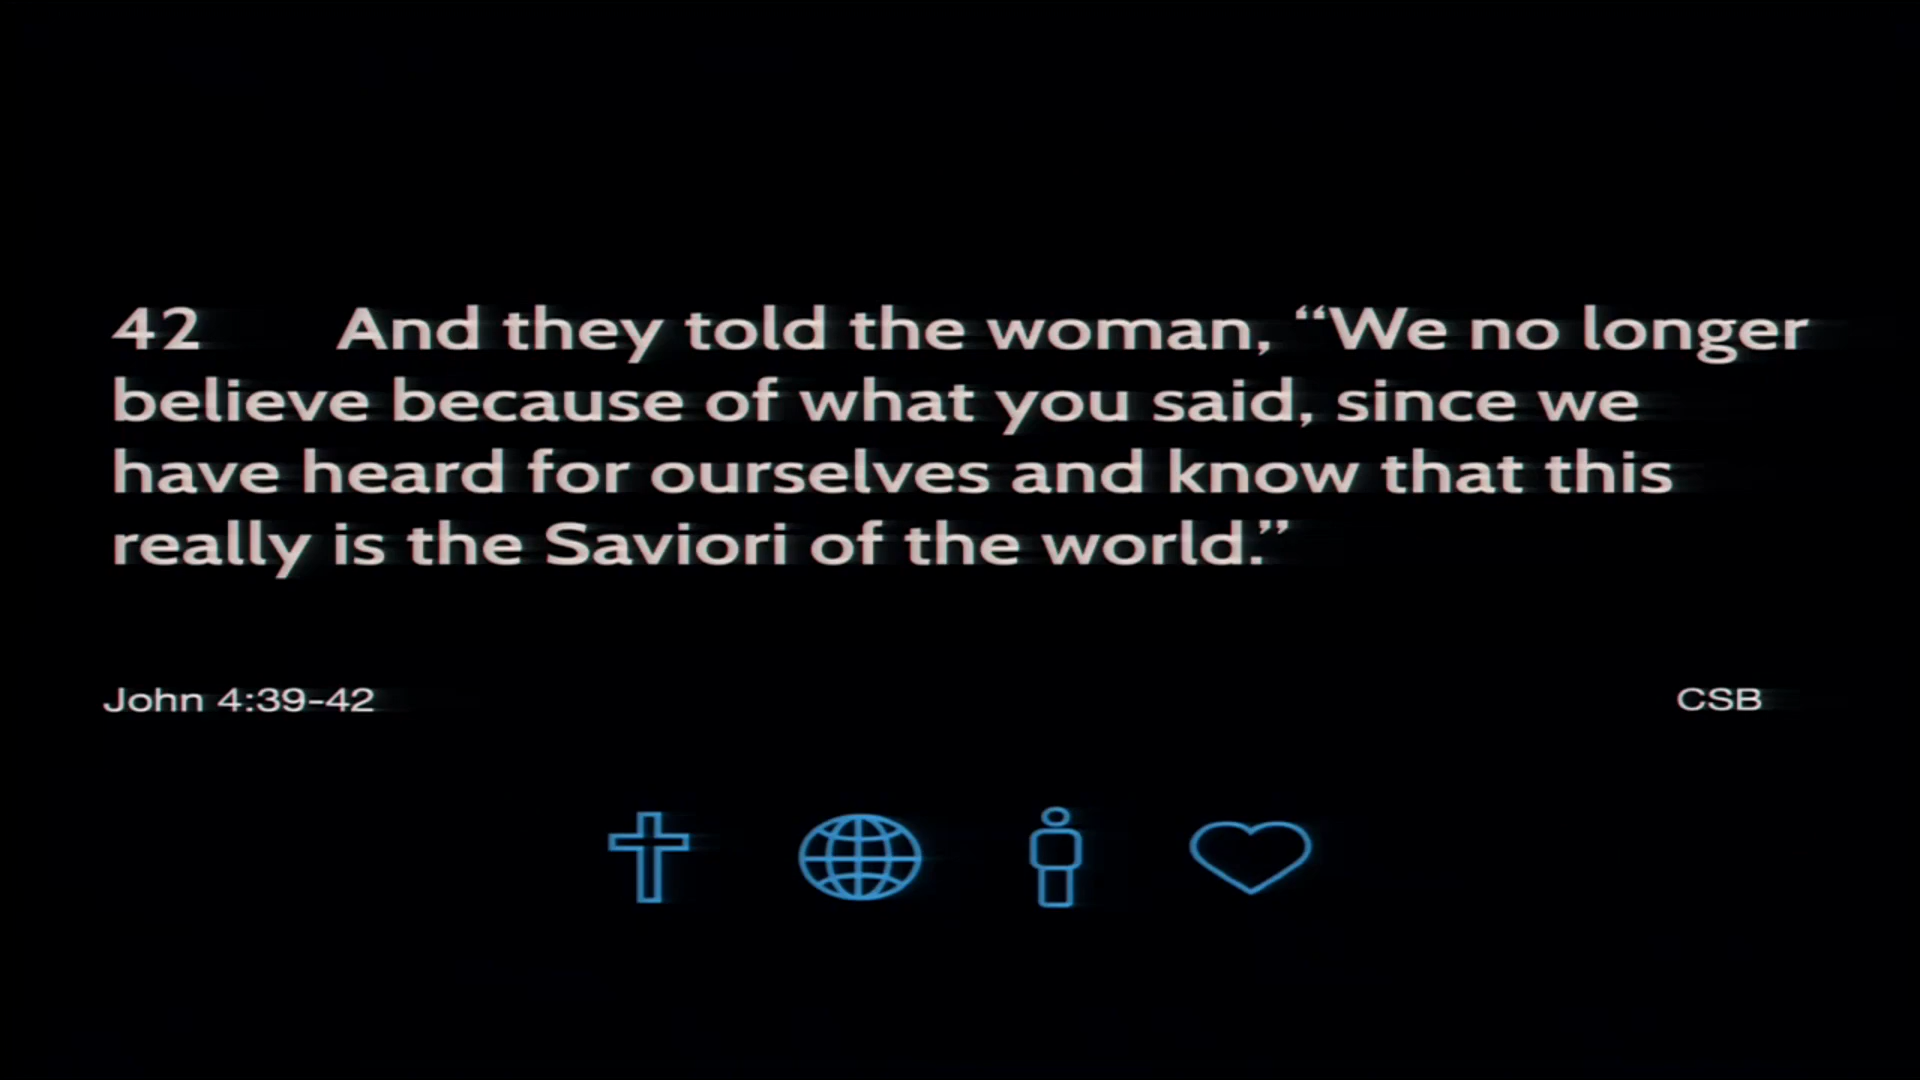 42 And they told the woman, “We no longer
believe because of what you said, since we
have heard for ourselves and know that this
really is the Saviori of the world.”
John 4:39-42
CSB